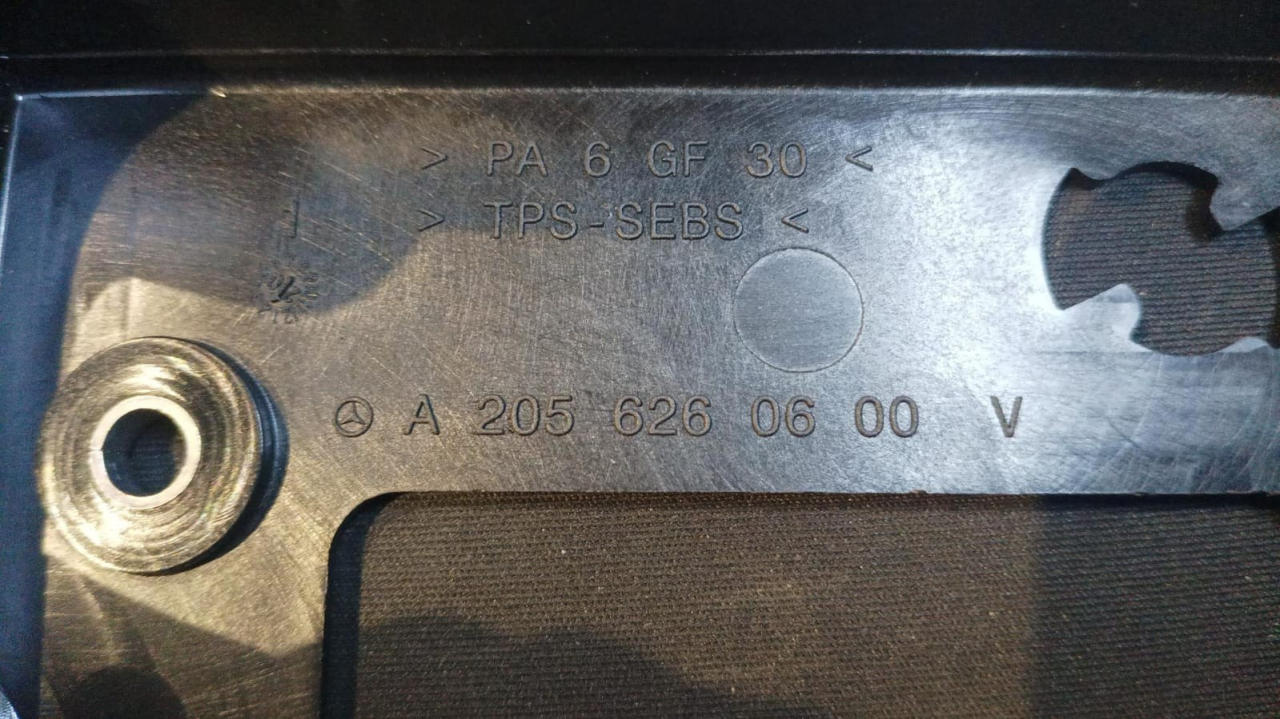 > PA 6 GF 30 <
> TPS-SEBS <
A 205 626 06 00 V